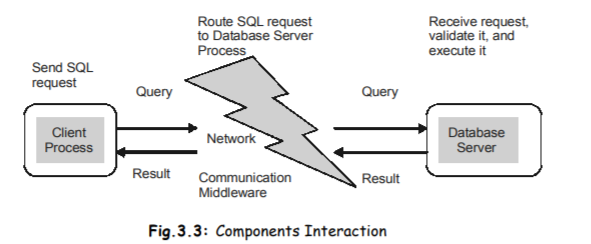 Route SQL request
to Database Server
Process
Receive request,
validate it, and
execute it
Send SQL
request
Query
Query
Client
Process
Network
Database
Server
Result
Communication
Middleware
Result
Fig.3.3: Components Interaction